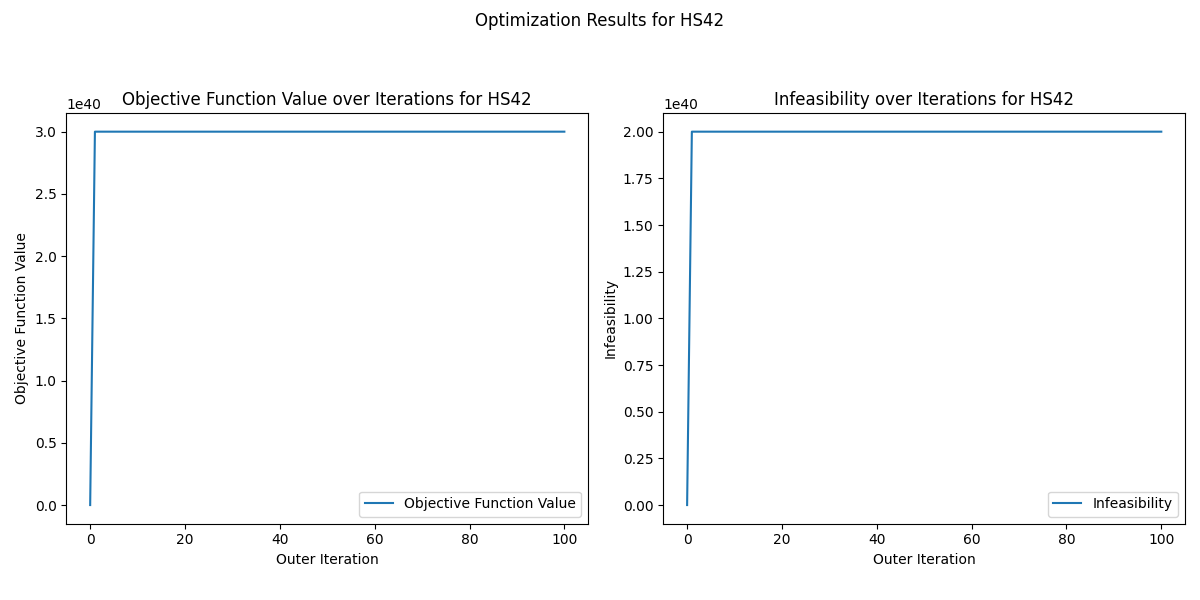 Optimization Results for HS42
1e40
Objective Function Value over Iterations for HS42
3.0
2.5
2.0
1.5
1.0
0.5
0.0
Objective Function Value
Objective Function Value
0 20 40 60 80 100
Outer Iteration
1e40
Infeasibility over Iterations for HS42
2.00
1.75
1.50
1.25
1.00
0.75
0.50
0.25
0.00
Infeasibility
Infeasibility
0 20 40 60 80 100
Outer Iteration